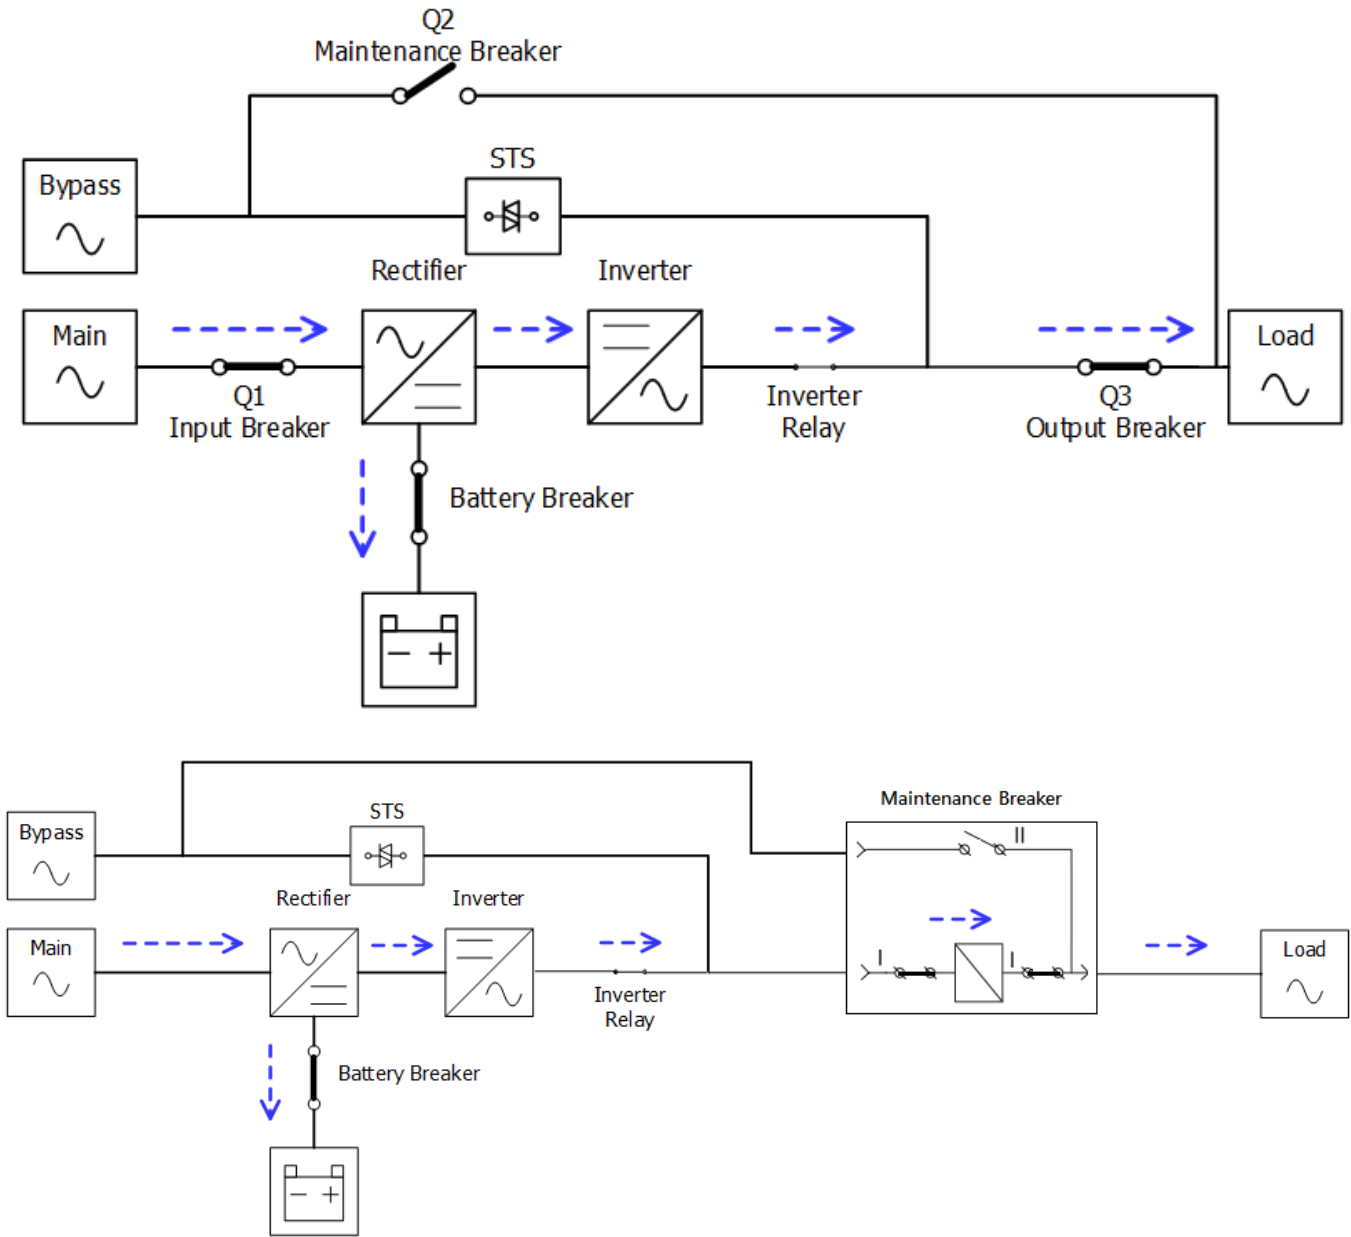 Q2
Maintenance Breaker
STS
Bypass
Rectifier
Inverter
Main
Load
Q1
Input Breaker
Inverter
Relay
Q3
Output Breaker
Battery Breaker
− +
Maintenance Breaker
STS
Bypass
II
Rectifier
Inverter
Main
I
I
Load
Inverter
Relay
Battery Breaker
− +